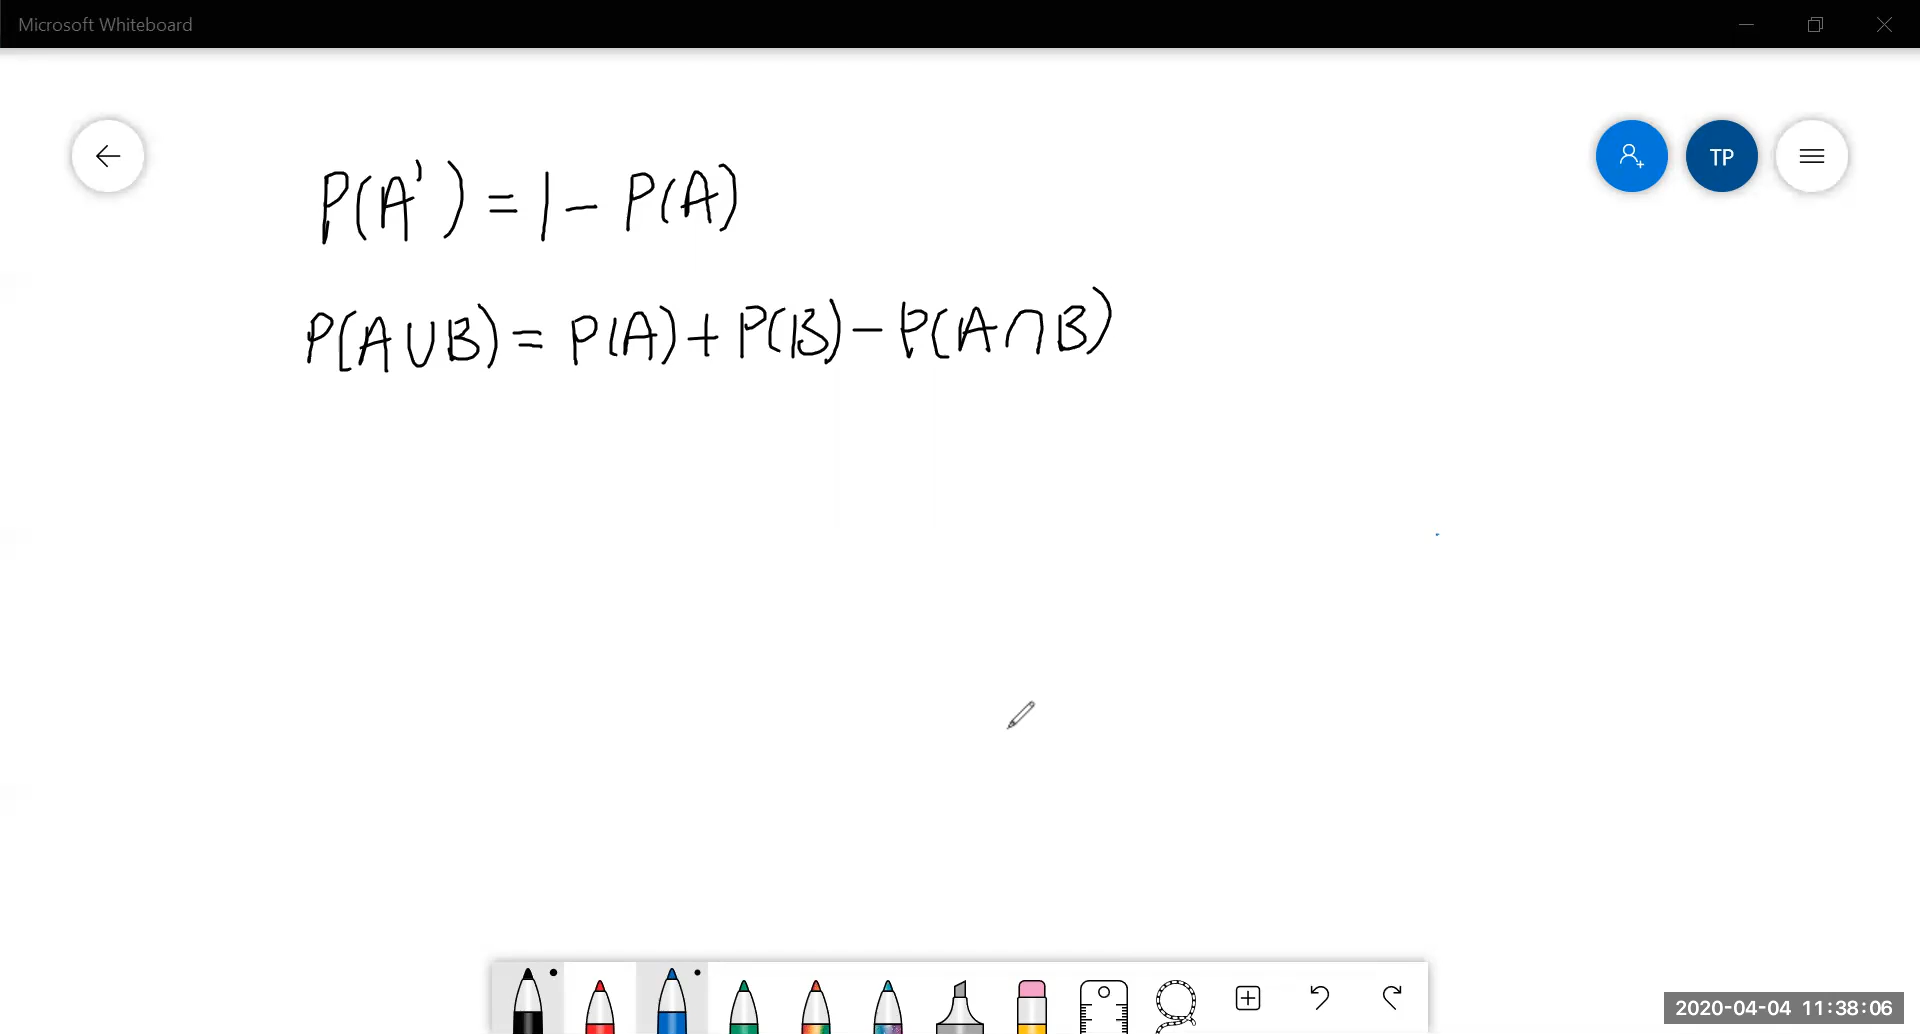 Microsoft Whiteboard
TP
P(A') = 1 - P(A)
P(A∪B) = P(A) + P(B) - P(A∩B)
2020-04-04 11:38:06